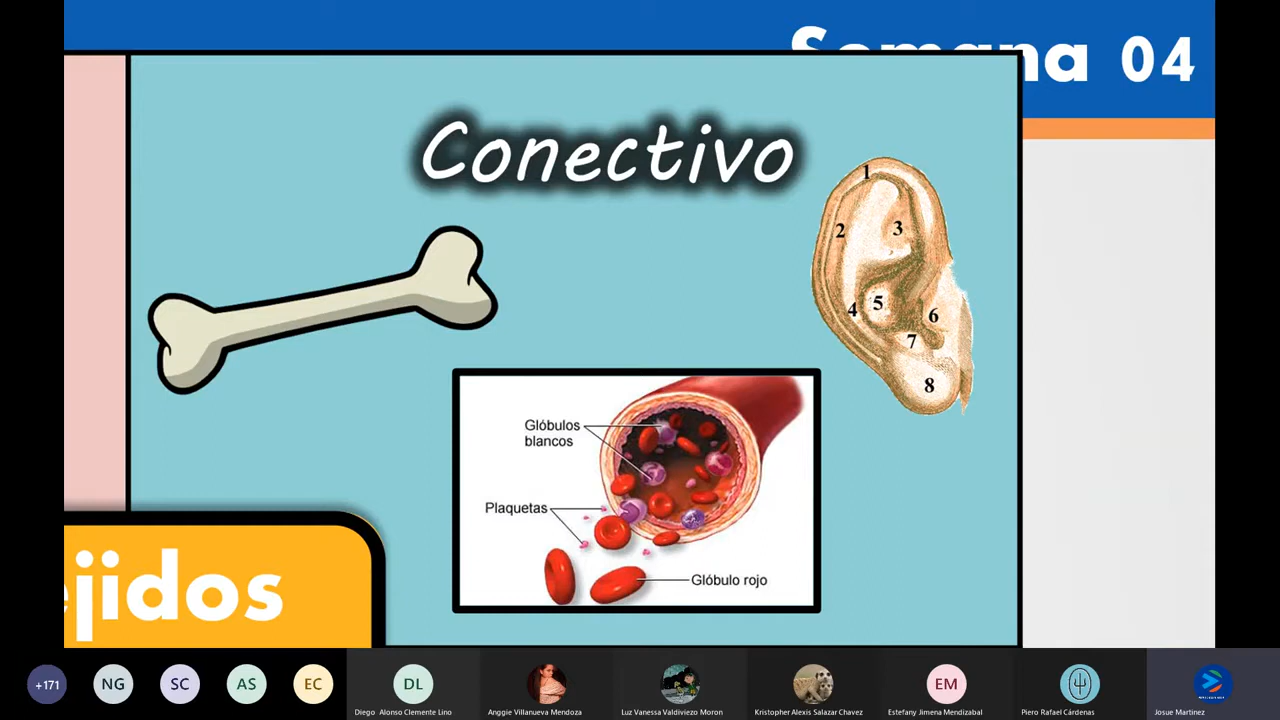 Semana 04
Conectivo
1
2
3
4
5
6
7
8
Glóbulos
blancos
Plaquetas
Glóbulo rojo
ejidos
+171
NG
SC
AS
EC
DL
EM
Diego Alonso Clemente Lino
Anggie Villanueva Mendoza
Luz Vanessa Valdiviezo Moron
Kristopher Alexis Salazar Chavez
Estefany Jimena Mendizabal
Piero Rafael Cárdenas
Josue Martinez